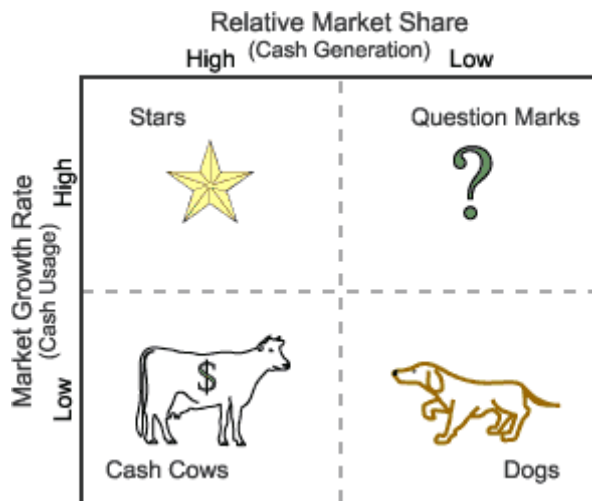 Relative Market Share
(Cash Generation)
High
Low
Stars
Question Marks
?
Market Growth Rate
(Cash Usage)
High
Low
$
Cash Cows
Dogs